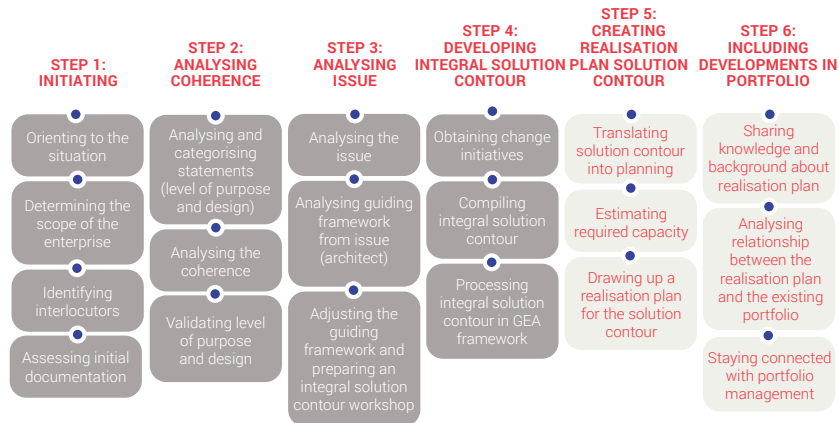 STEP 1:
INITIATING
Orienting to the
situation
Determining the
scope of the
enterprise
Identifying
interlocutors
Assessing initial
documentation
STEP 2:
ANALYSING
COHERENCE
Analysing and
categorising
statements
(level of purpose
and design)
Analysing the
coherence
Validating level
of purpose
and design
STEP 3:
ANALYSING
ISSUE
Analysing the
issue
Analysing guiding
framework
from issue
(architect)
Adjusting the
guiding
framework and
preparing an
integral solution
contour workshop
STEP 4:
DEVELOPING
INTEGRAL SOLUTION
CONTOUR
Obtaining change
initiatives
Compiling
integral solution
contour
Processing
integral solution
contour in GEA
framework
STEP 5:
CREATING
REALISATION
PLAN SOLUTION
CONTOUR
Translating
solution contour
into planning
Estimating
required capacity
Drawing up a
realisation plan
for the solution
contour
STEP 6:
INCLUDING
DEVELOPMENTS IN
PORTFOLIO
Sharing
knowledge and
background about
realisation plan
Analysing
relationship
between the
realisation plan
and the existing
portfolio
Staying connected
with portfolio
management